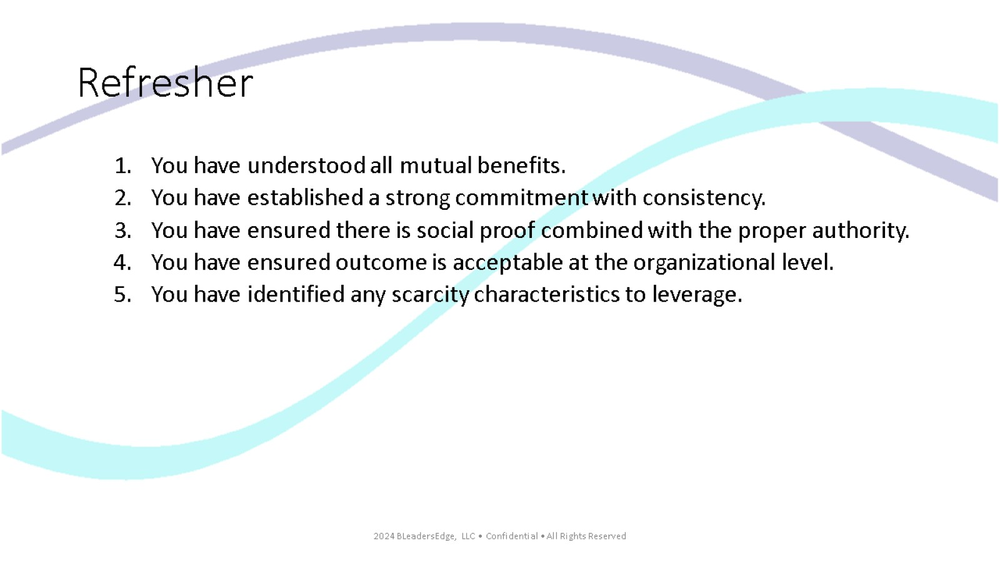 Refresher
1. You have understood all mutual benefits.
2. You have established a strong commitment with consistency.
3. You have ensured there is social proof combined with the proper authority.
4. You have ensured outcome is acceptable at the organizational level.
5. You have identified any scarcity characteristics to leverage.
2024 BLeadersEdge, LLC • Confidential • All Rights Reserved